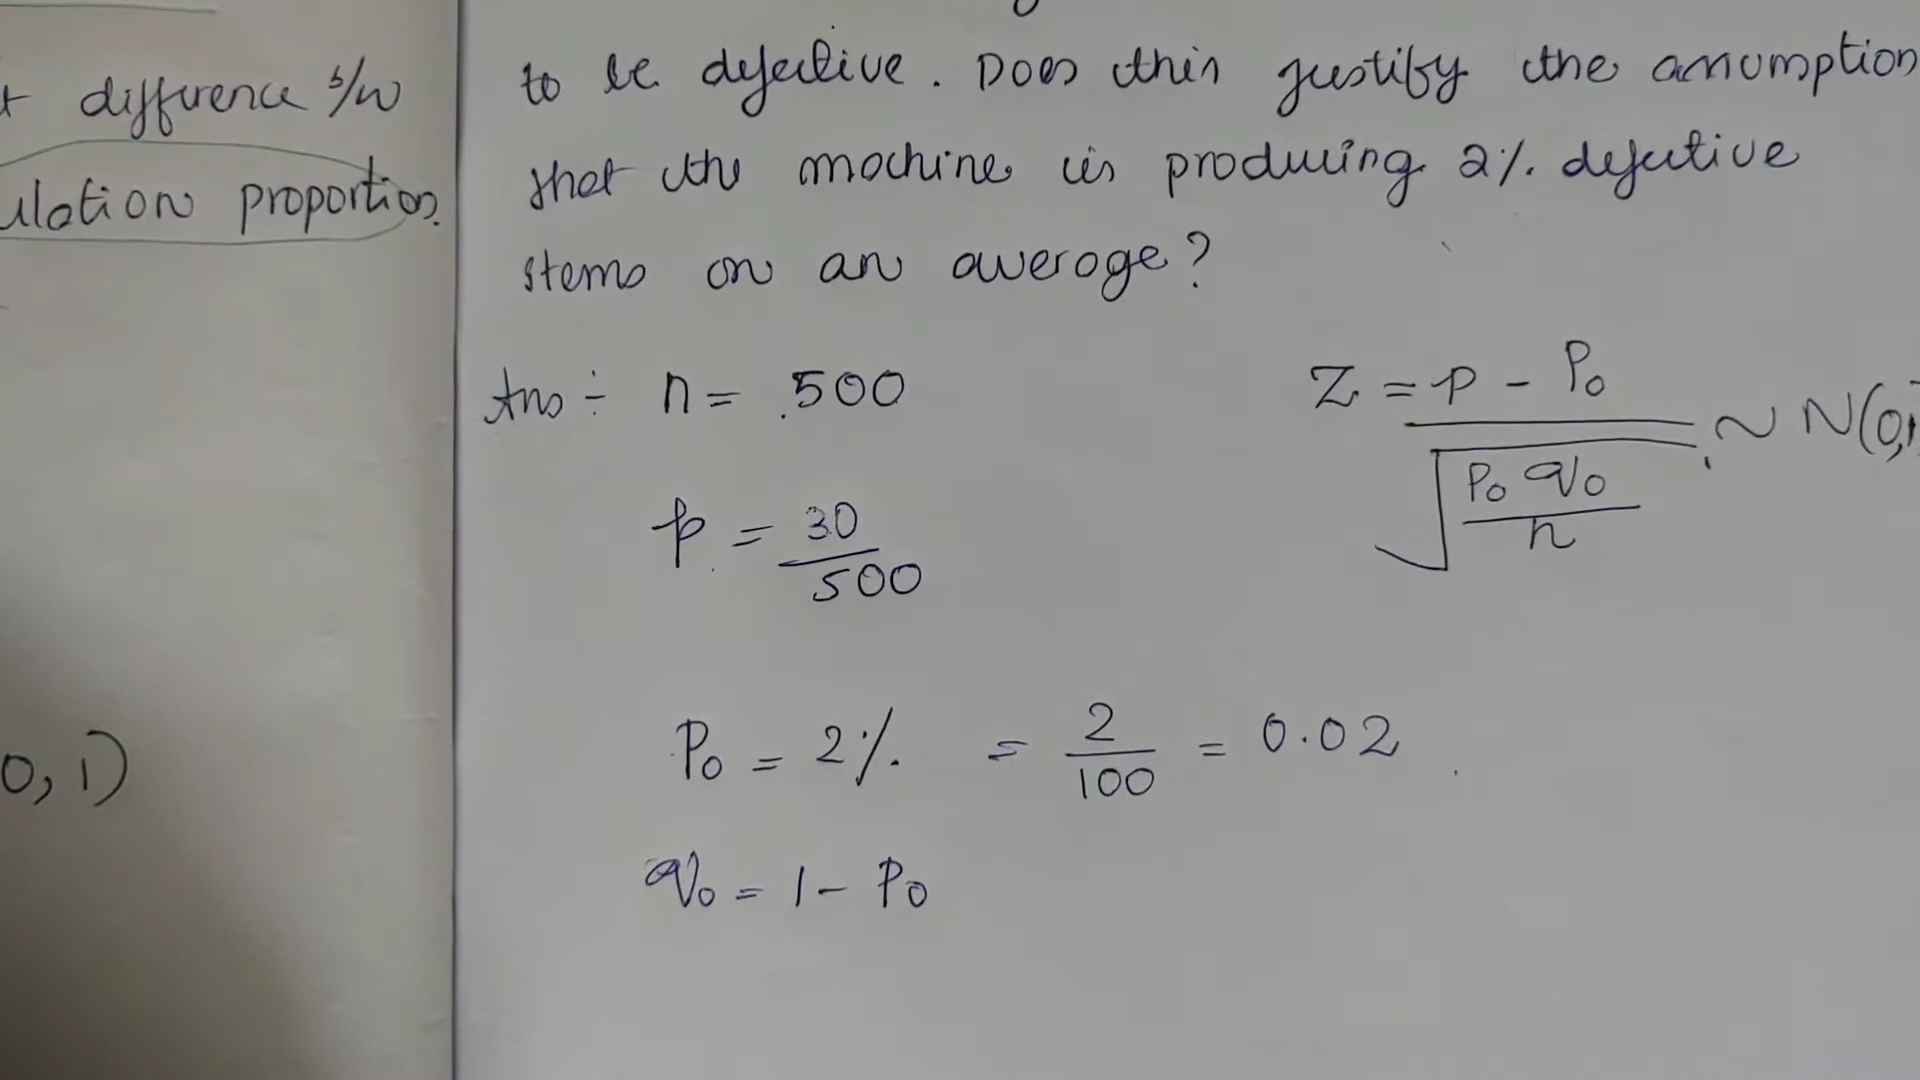 difference b/w
ulation proportion.
0, 1)
to be defective. Does this justify the assumption
that the machine is producing 2% defective
items on an average?
Ans ÷ n = 500
Z = p - P₀ / √(P₀ q₀ / n) ~ N(0,1
p = 30/500
P₀ = 2% = 2/100 = 0.02
q₀ = 1 - P₀